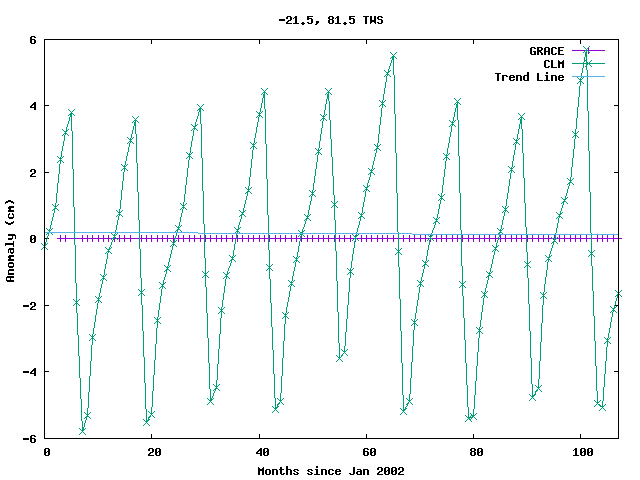 -21.5, 81.5 TWS
GRACE
CLM
Trend Line
6
4
2
0
-2
-4
-6
Anomaly (cm)
0 20 40 60 80 100
Months since Jan 2002